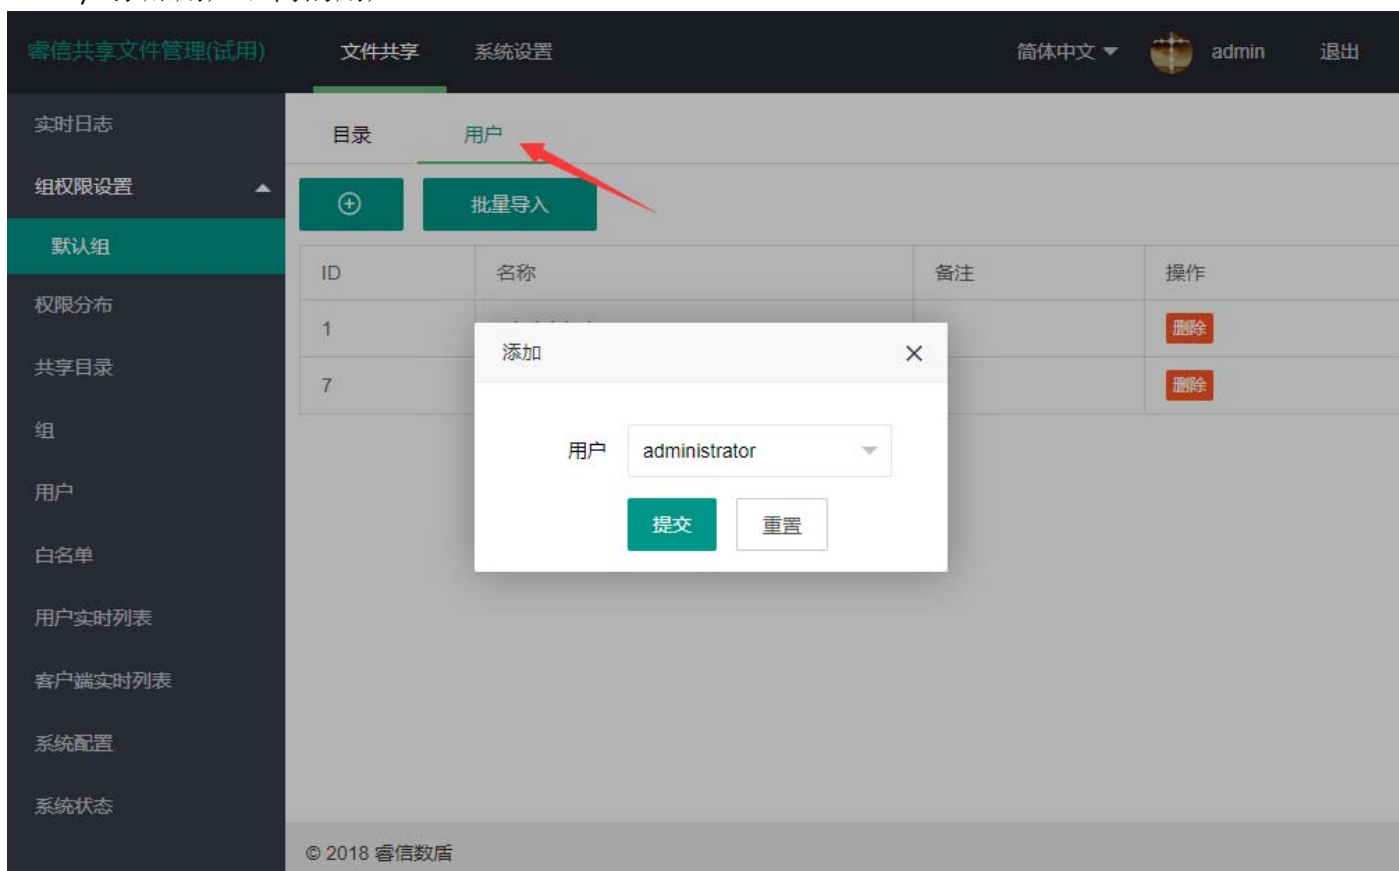 睿信共享文件管理(试用) 文件共享 系统设置 简体中文 admin 退出
实时日志
组权限设置
默认组
权限分布
共享目录
组
用户
白名单
用户实时列表
客户端实时列表
系统配置
系统状态
目录 用户
批量导入
ID 名称 备注 操作
1 删除
7 删除
添加
用户 administrator
提交 重置
© 2018 睿信数盾